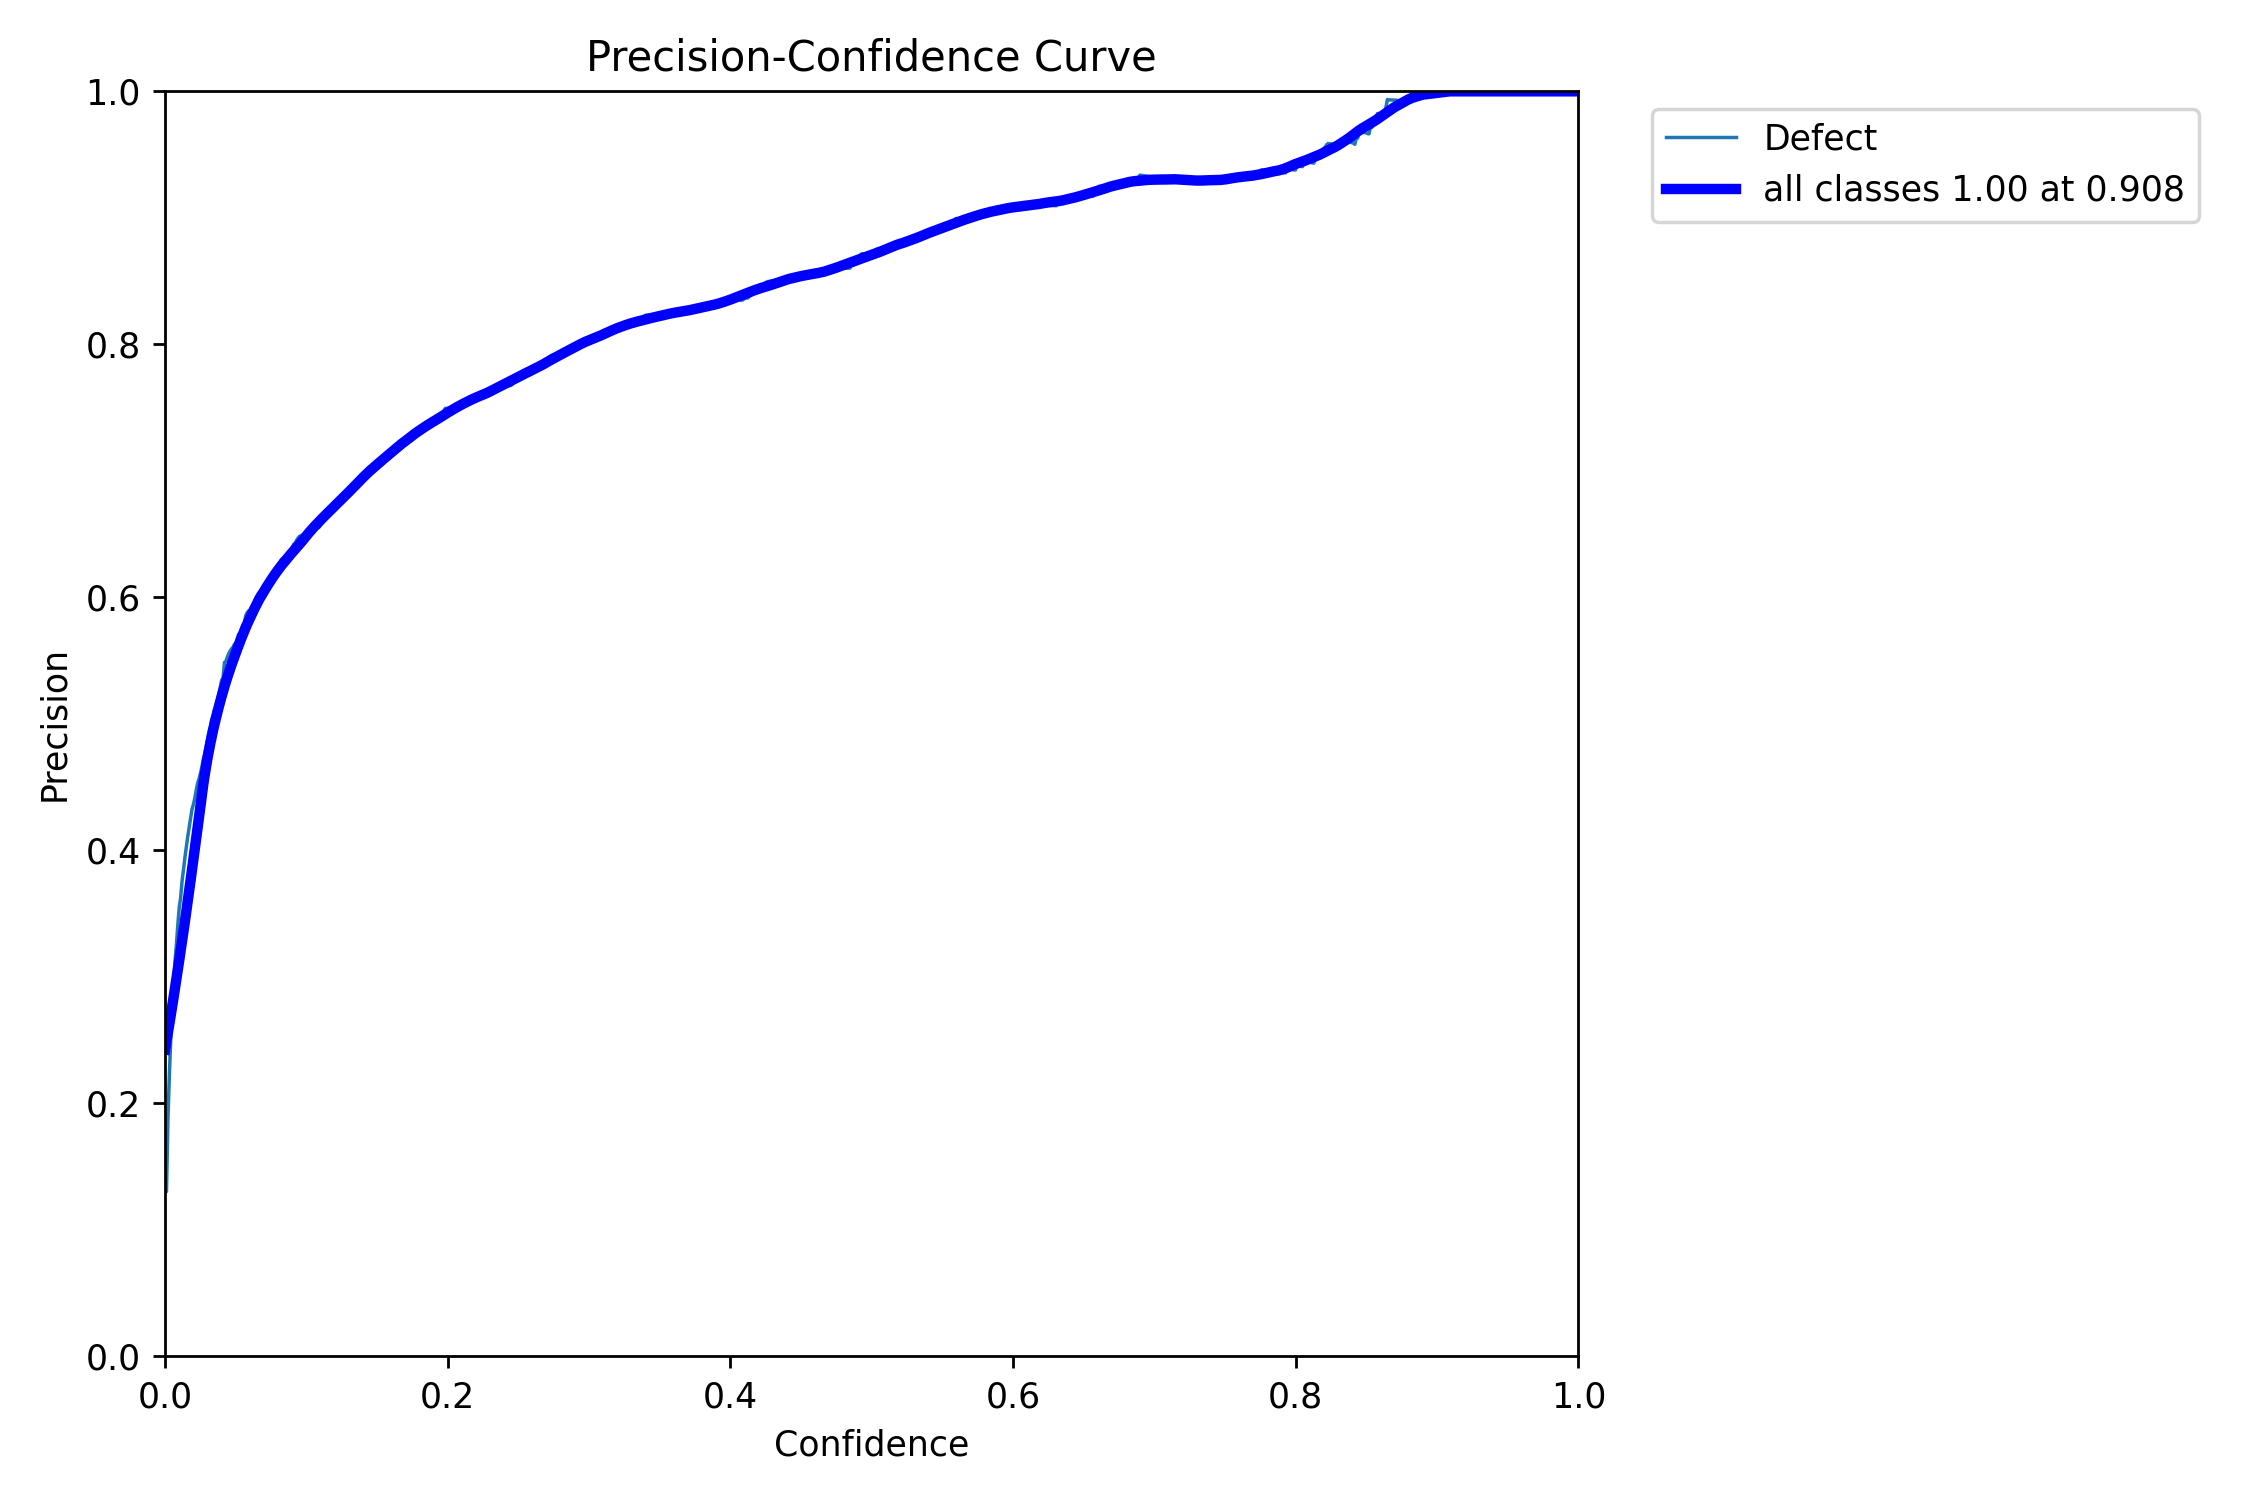 Precision-Confidence Curve
1.0
0.8
0.6
0.4
0.2
0.0
Precision
0.0 0.2 0.4 0.6 0.8 1.0
Confidence
Defect
all classes 1.00 at 0.908